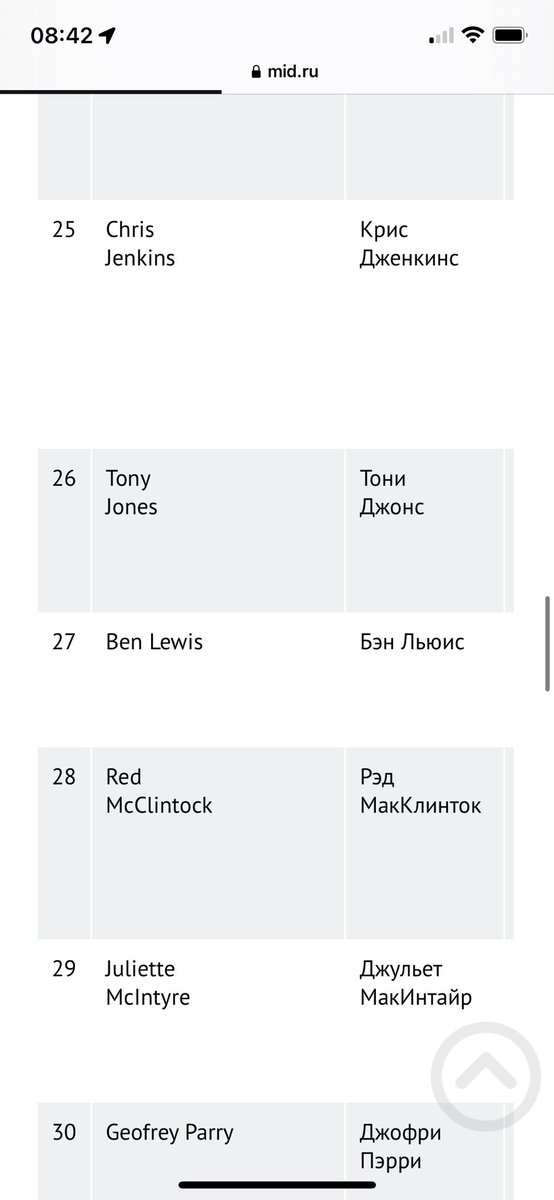 08:42
mid.ru
25 Chris Крис
Jenkins Дженкинс
26 Tony Тони
Jones Джонс
27 Ben Lewis Бэн Льюис
28 Red Рэд
McClintock МакКлинток
29 Juliette Джульет
McIntyre МакИнтайр
30 Geofrey Parry Джофри
Пэрри